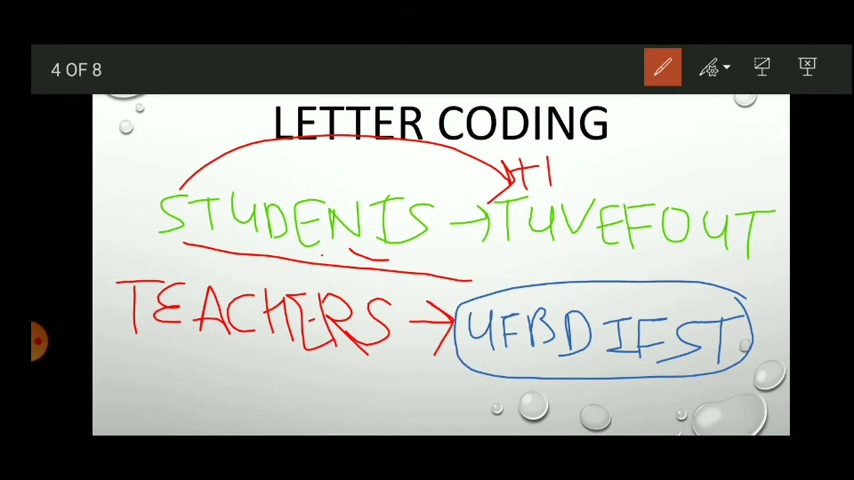 4 OF 8
LETTER CODING
+1
STUDENTS → TUVEFOUT
TEACHERS → UFBDIFST